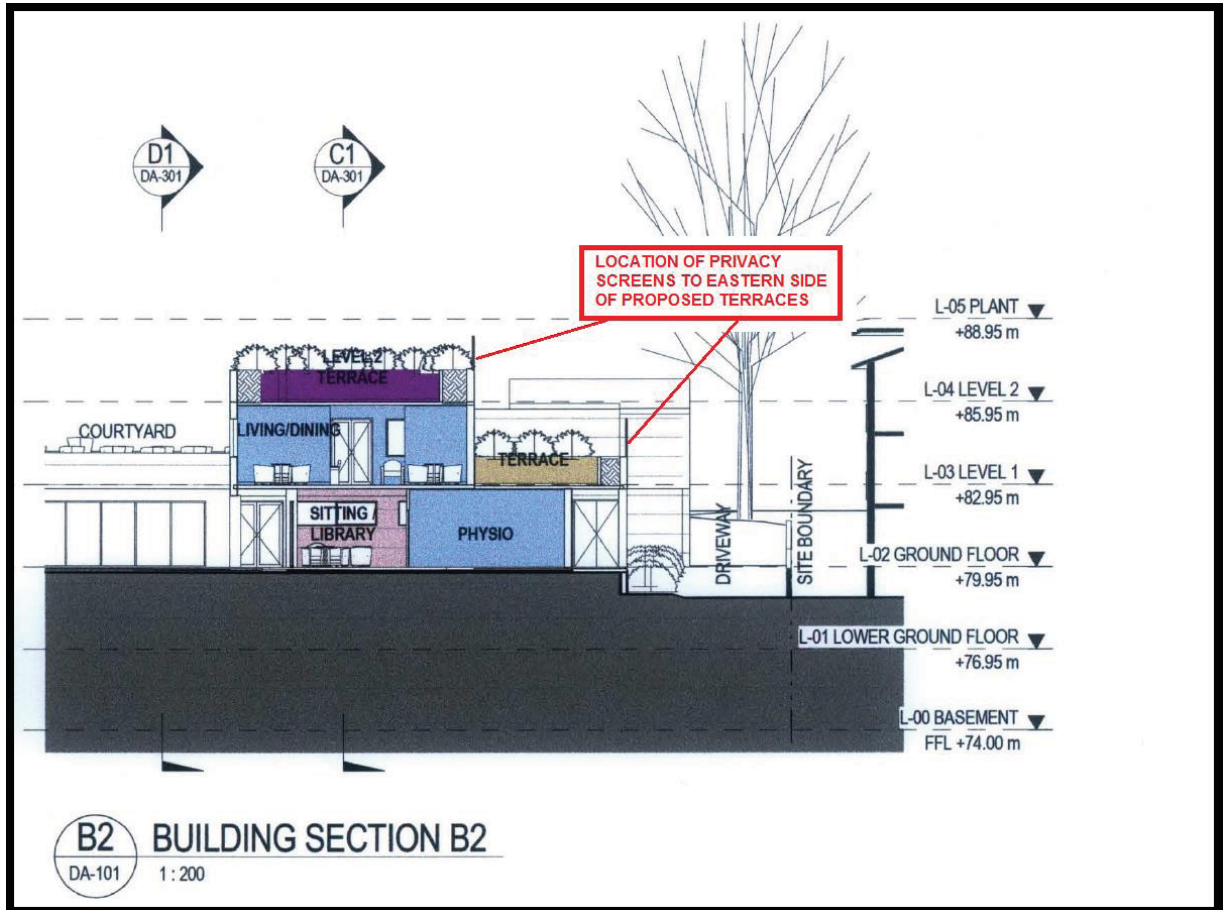 D1
DA-301
C1
DA-301
LOCATION OF PRIVACY
SCREENS TO EASTERN SIDE
OF PROPOSED TERRACES
L-05 PLANT
+88.95 m
LEVEL 2
TERRACE
L-04 LEVEL 2
+85.95 m
COURTYARD
LIVING/DINING
TERRACE
L-03 LEVEL 1
+82.95 m
SITTING /
LIBRARY
PHYSIO
DRIVEWAY
SITE BOUNDARY
L-02 GROUND FLOOR
+79.95 m
L-01 LOWER GROUND FLOOR
+76.95 m
L-00 BASEMENT
FFL +74.00 m
B2
DA-101
BUILDING SECTION B2
1 : 200